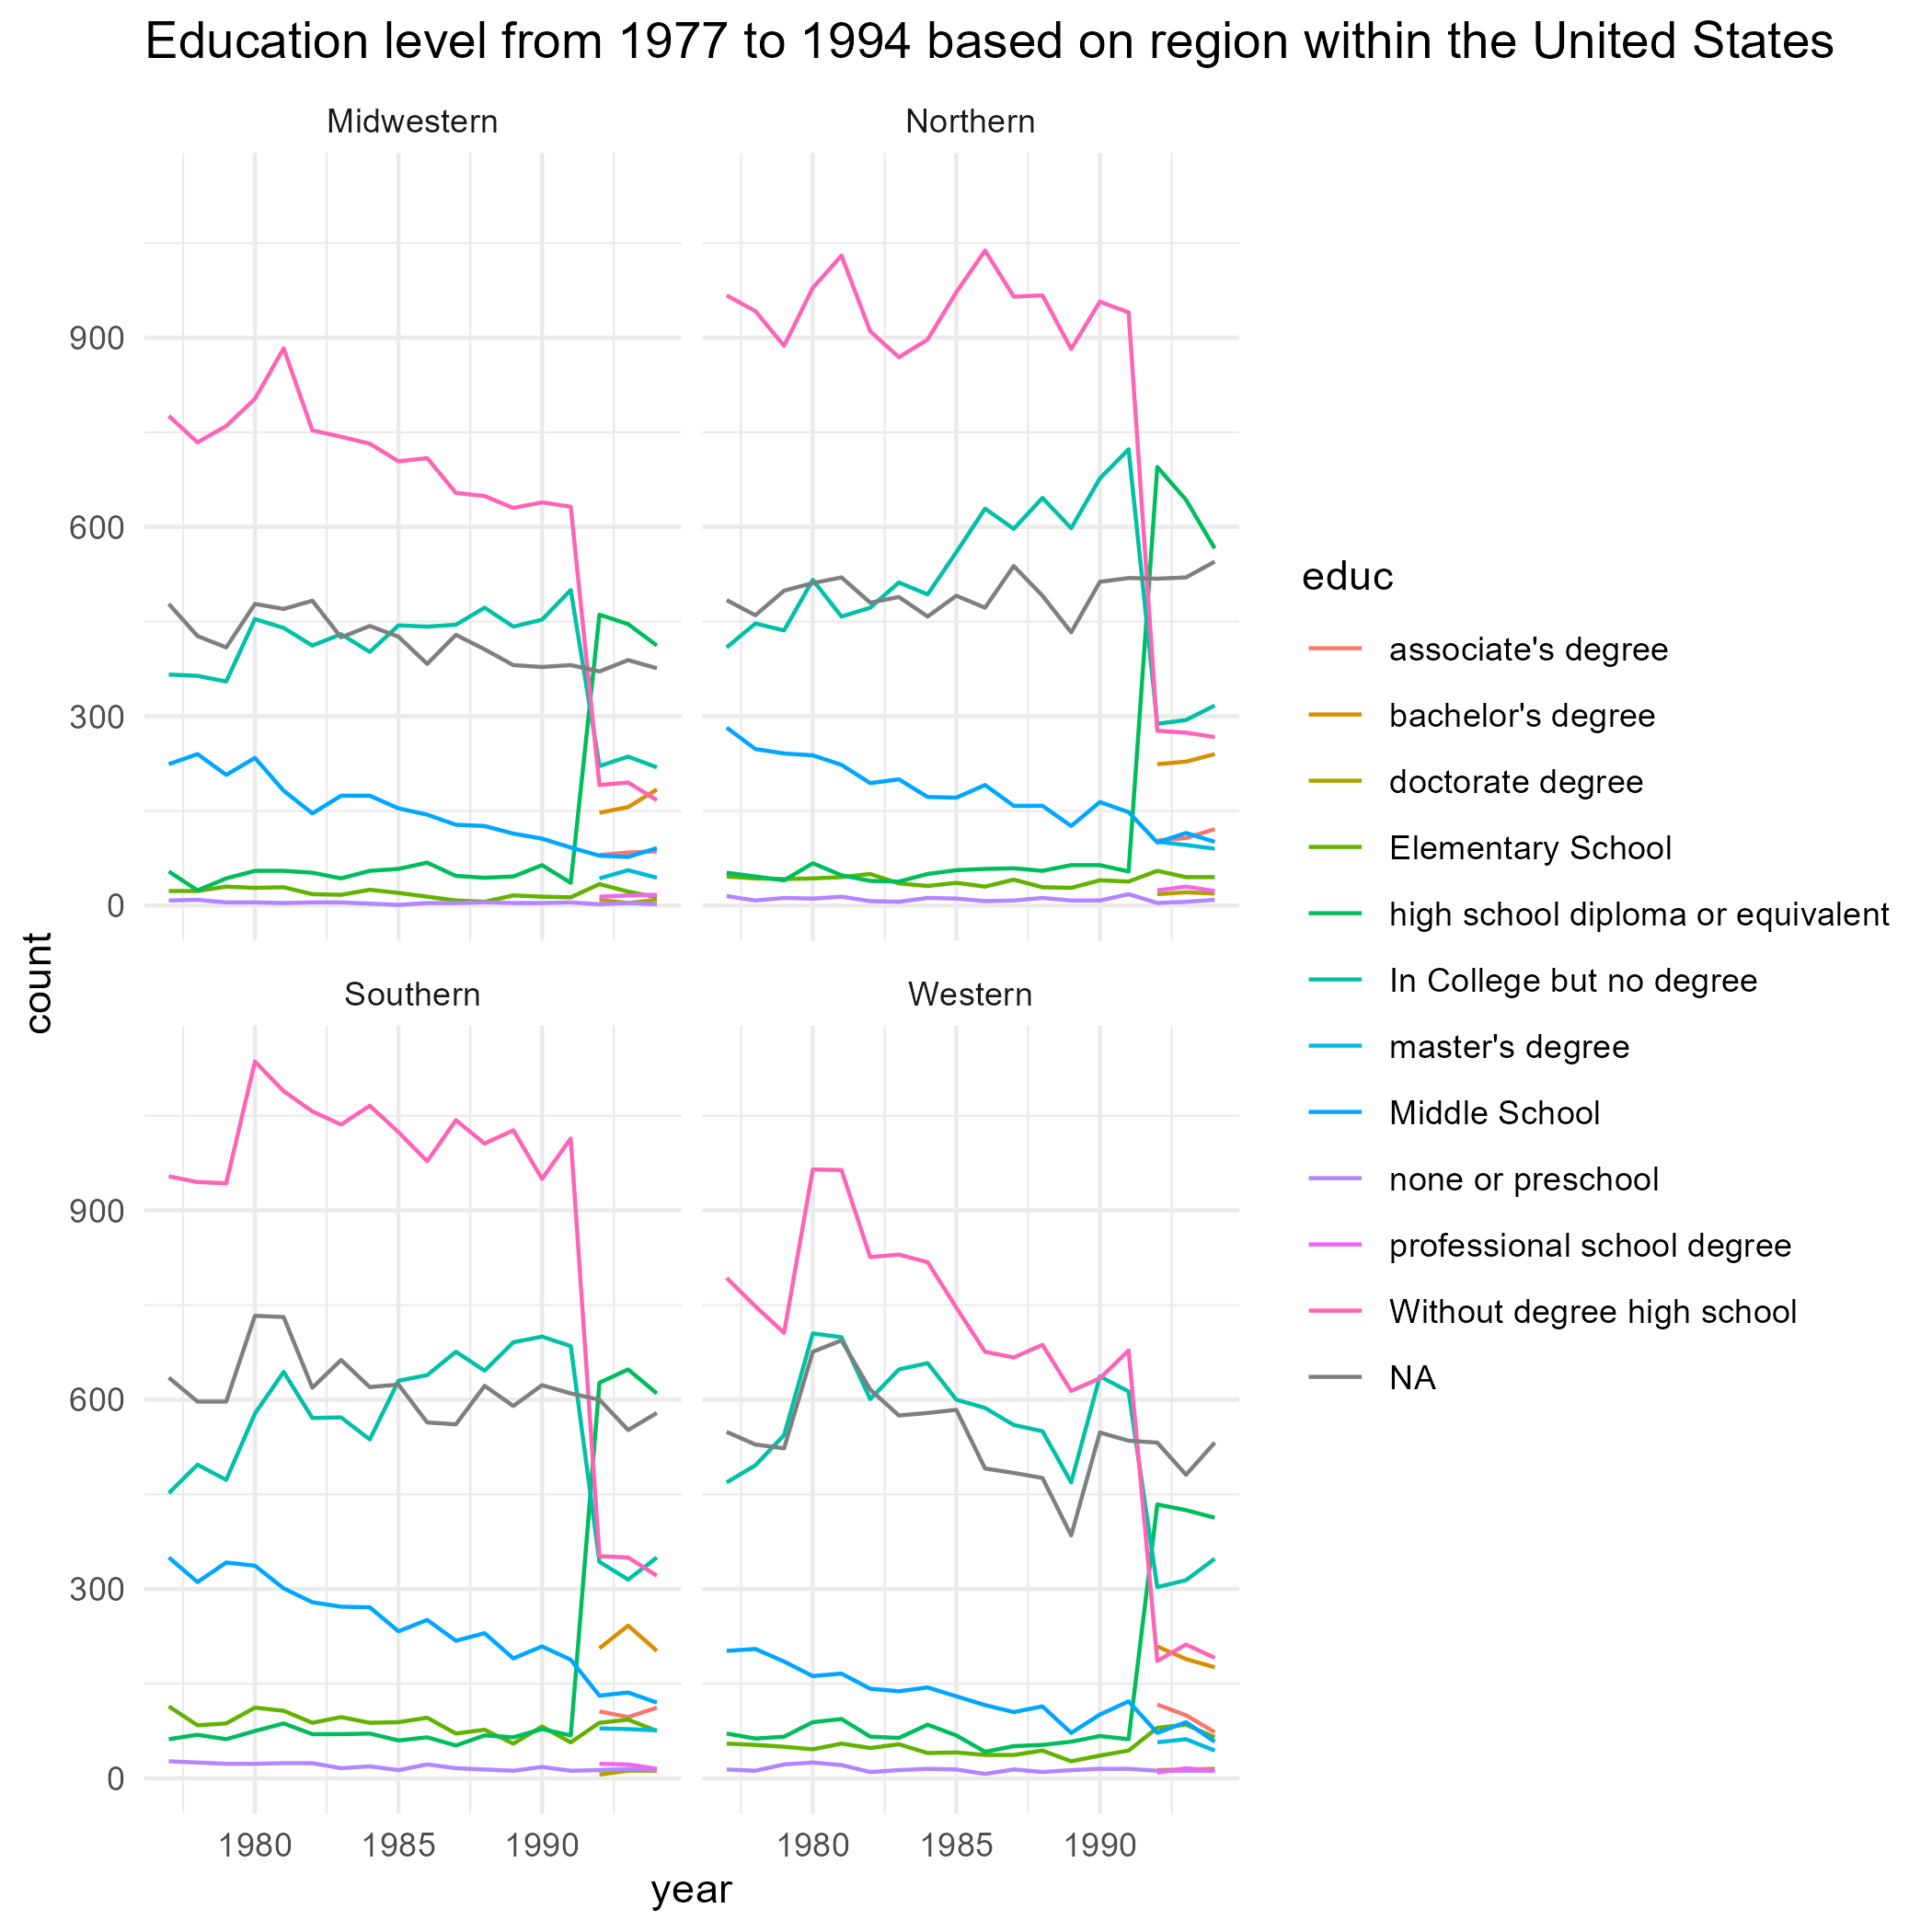 Education level from 1977 to 1994 based on region within the United States
Midwestern
Northern
900
600
300
0
Southern
Western
900
600
300
0
1980
1985
1990
1980
1985
1990
year
count
educ
associate's degree
bachelor's degree
doctorate degree
Elementary School
high school diploma or equivalent
In College but no degree
master's degree
Middle School
none or preschool
professional school degree
Without degree high school
NA